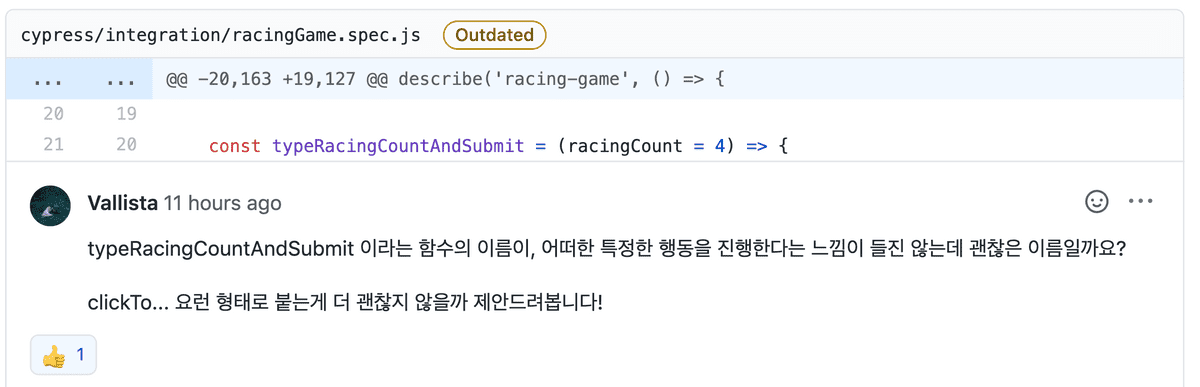 cypress/integration/racingGame.spec.js Outdated
... ... @@ -20,163 +19,127 @@ describe('racing-game', () => {
20 19
21 20 const typeRacingCountAndSubmit = (racingCount = 4) => {
Vallista 11 hours ago
typeRacingCountAndSubmit 이라는 함수의 이름이, 어떠한 특정한 행동을 진행한다는 느낌이 들진 않는데 괜찮은 이름일까요?
clickTo... 요런 형태로 붙는게 더 괜찮지 않을까 제안드려봅니다!
👍 1